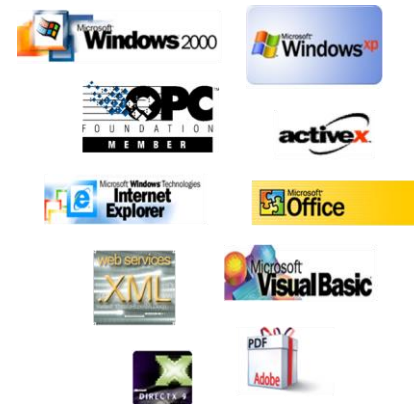 Microsoft
Windows 2000
Microsoft
Windows xp
OPC
FOUNDATION
MEMBER
activex
Microsoft Windows Technologies
Internet
Explorer
Microsoft
Office
web services
.XML
Microsoft
Visual Basic
PDF
Adobe
DIRECTX 9